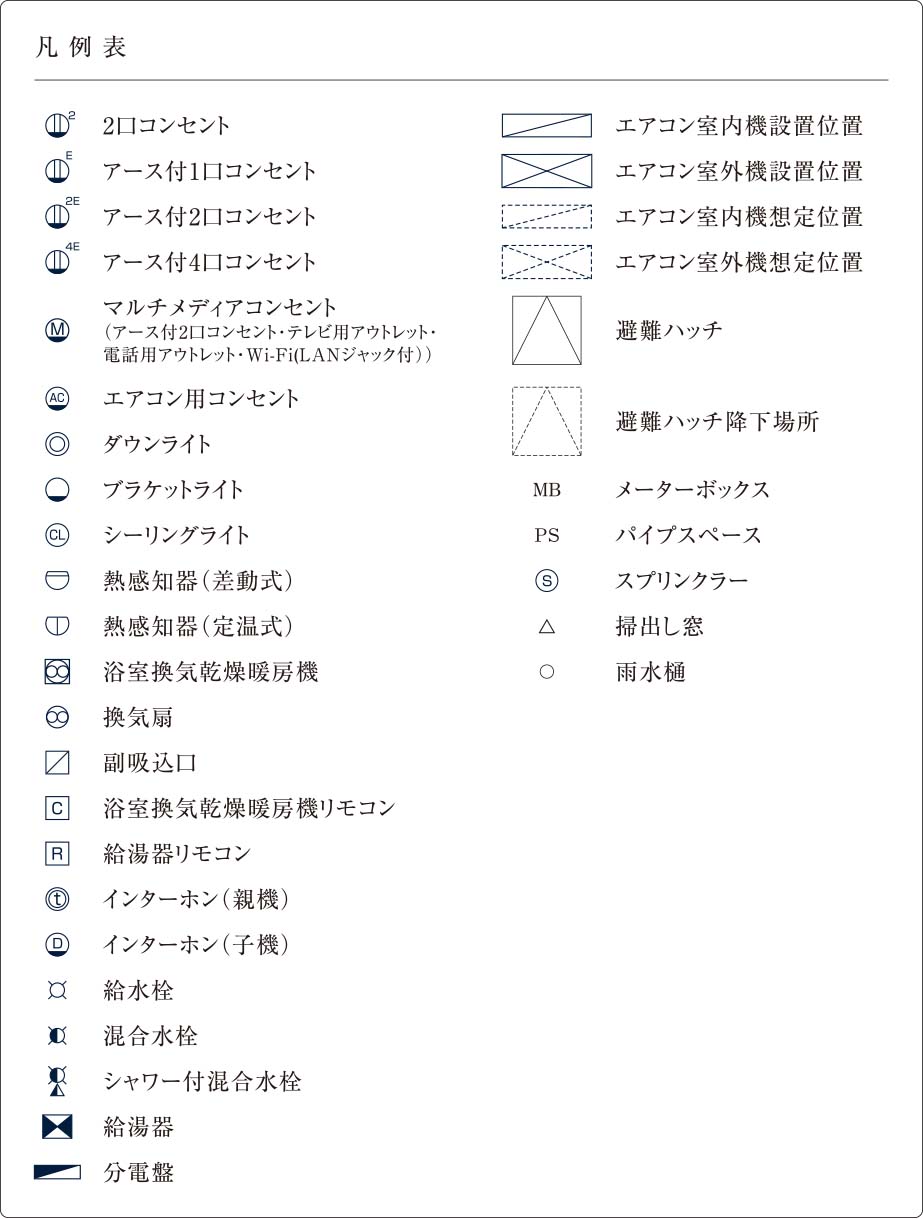 凡例表
2 2口コンセント
E アース付1口コンセント
2E アース付2口コンセント
4E アース付4口コンセント
マルチメディアコンセント
M （アース付2口コンセント・テレビ用アウトレット・
電話用アウトレット・Wi-Fi(LANジャック付））
AC エアコン用コンセント
ダウンライト
ブラケットライト
CL シーリングライト
熱感知器（差動式）
熱感知器（定温式）
浴室換気乾燥暖房機
換気扇
副吸込口
C 浴室換気乾燥暖房機リモコン
R 給湯器リモコン
t インターホン（親機）
D インターホン（子機）
給水栓
混合水栓
シャワー付混合水栓
給湯器
分電盤
エアコン室内機設置位置
エアコン室外機設置位置
エアコン室内機想定位置
エアコン室外機想定位置
避難ハッチ
避難ハッチ降下場所
MB メーターボックス
PS パイプスペース
S スプリンクラー
掃出し窓
雨水樋